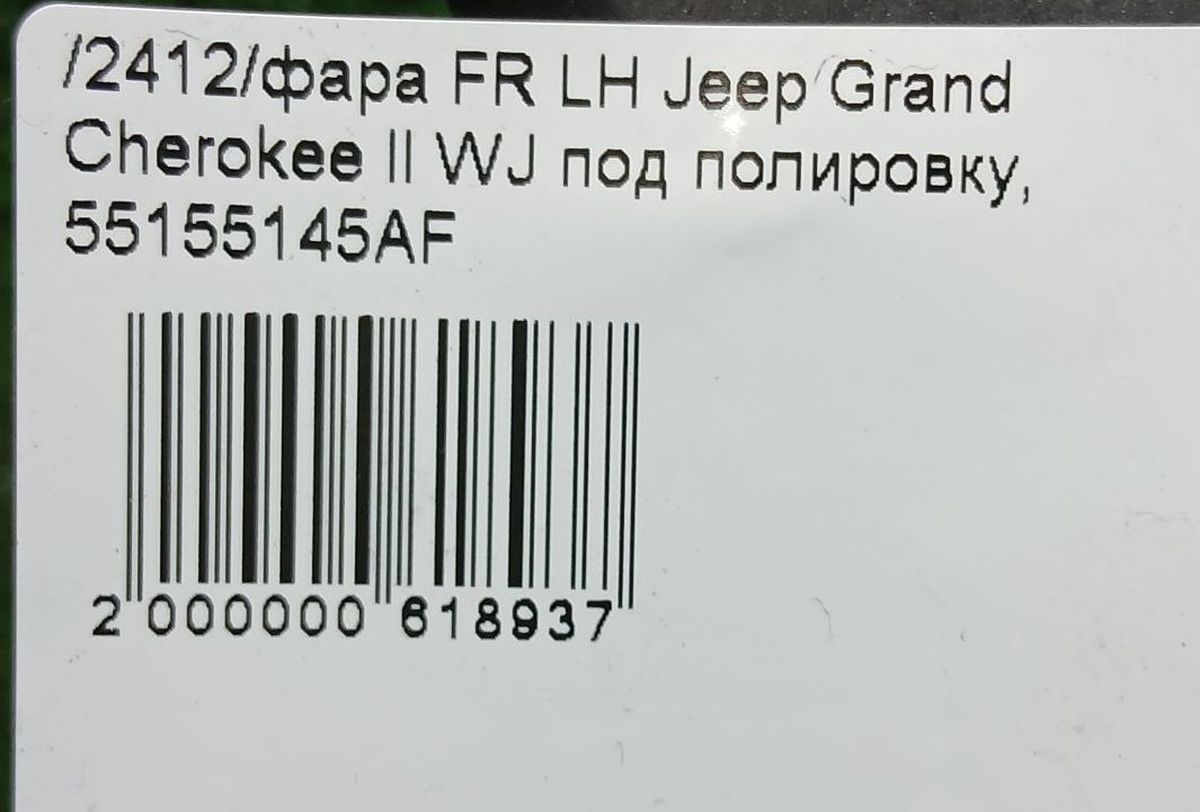 /2412/фара FR LH Jeep Grand
Cherokee II WJ под полировку,
55155145AF
2 000000 618937